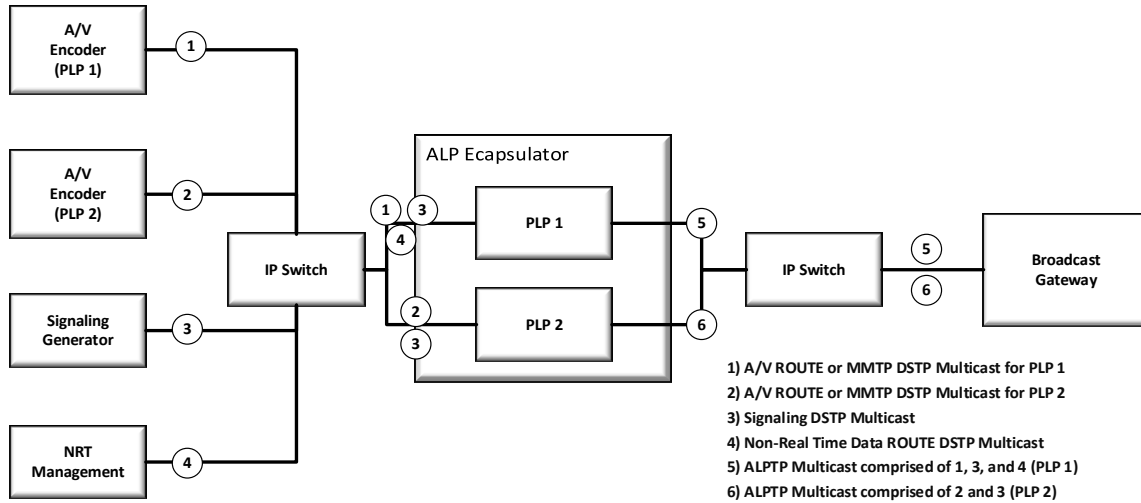 A/V
Encoder
(PLP 1)
1
A/V
Encoder
(PLP 2)
2
Signaling
Generator
3
NRT
Management
4
IP Switch
ALP Ecapsulator
1
3
4
PLP 1
2
3
PLP 2
5
6
IP Switch
5
6
Broadcast
Gateway
1) A/V ROUTE or MMTP DSTP Multicast for PLP 1
2) A/V ROUTE or MMTP DSTP Multicast for PLP 2
3) Signaling DSTP Multicast
4) Non-Real Time Data ROUTE DSTP Multicast
5) ALPTP Multicast comprised of 1, 3, and 4 (PLP 1)
6) ALPTP Multicast comprised of 2 and 3 (PLP 2)